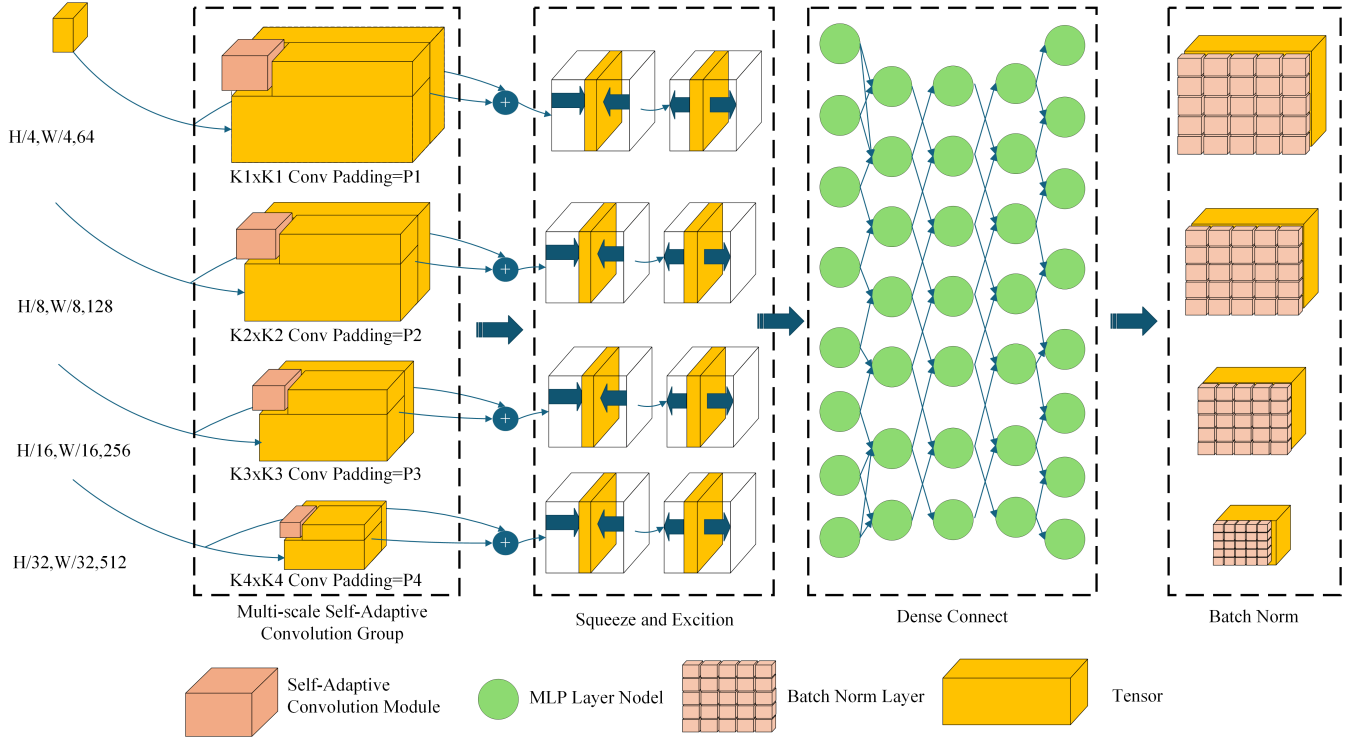 H/4,W/4,64
K1xK1 Conv Padding=P1
H/8,W/8,128
K2xK2 Conv Padding=P2
H/16,W/16,256
K3xK3 Conv Padding=P3
H/32,W/32,512
K4xK4 Conv Padding=P4
+
+
+
+
Multi-scale Self-Adaptive
Convolution Group
Squeeze and Excition
Dense Connect
Batch Norm
Self-Adaptive
Convolution Module
MLP Layer Nodel
Batch Norm Layer
Tensor